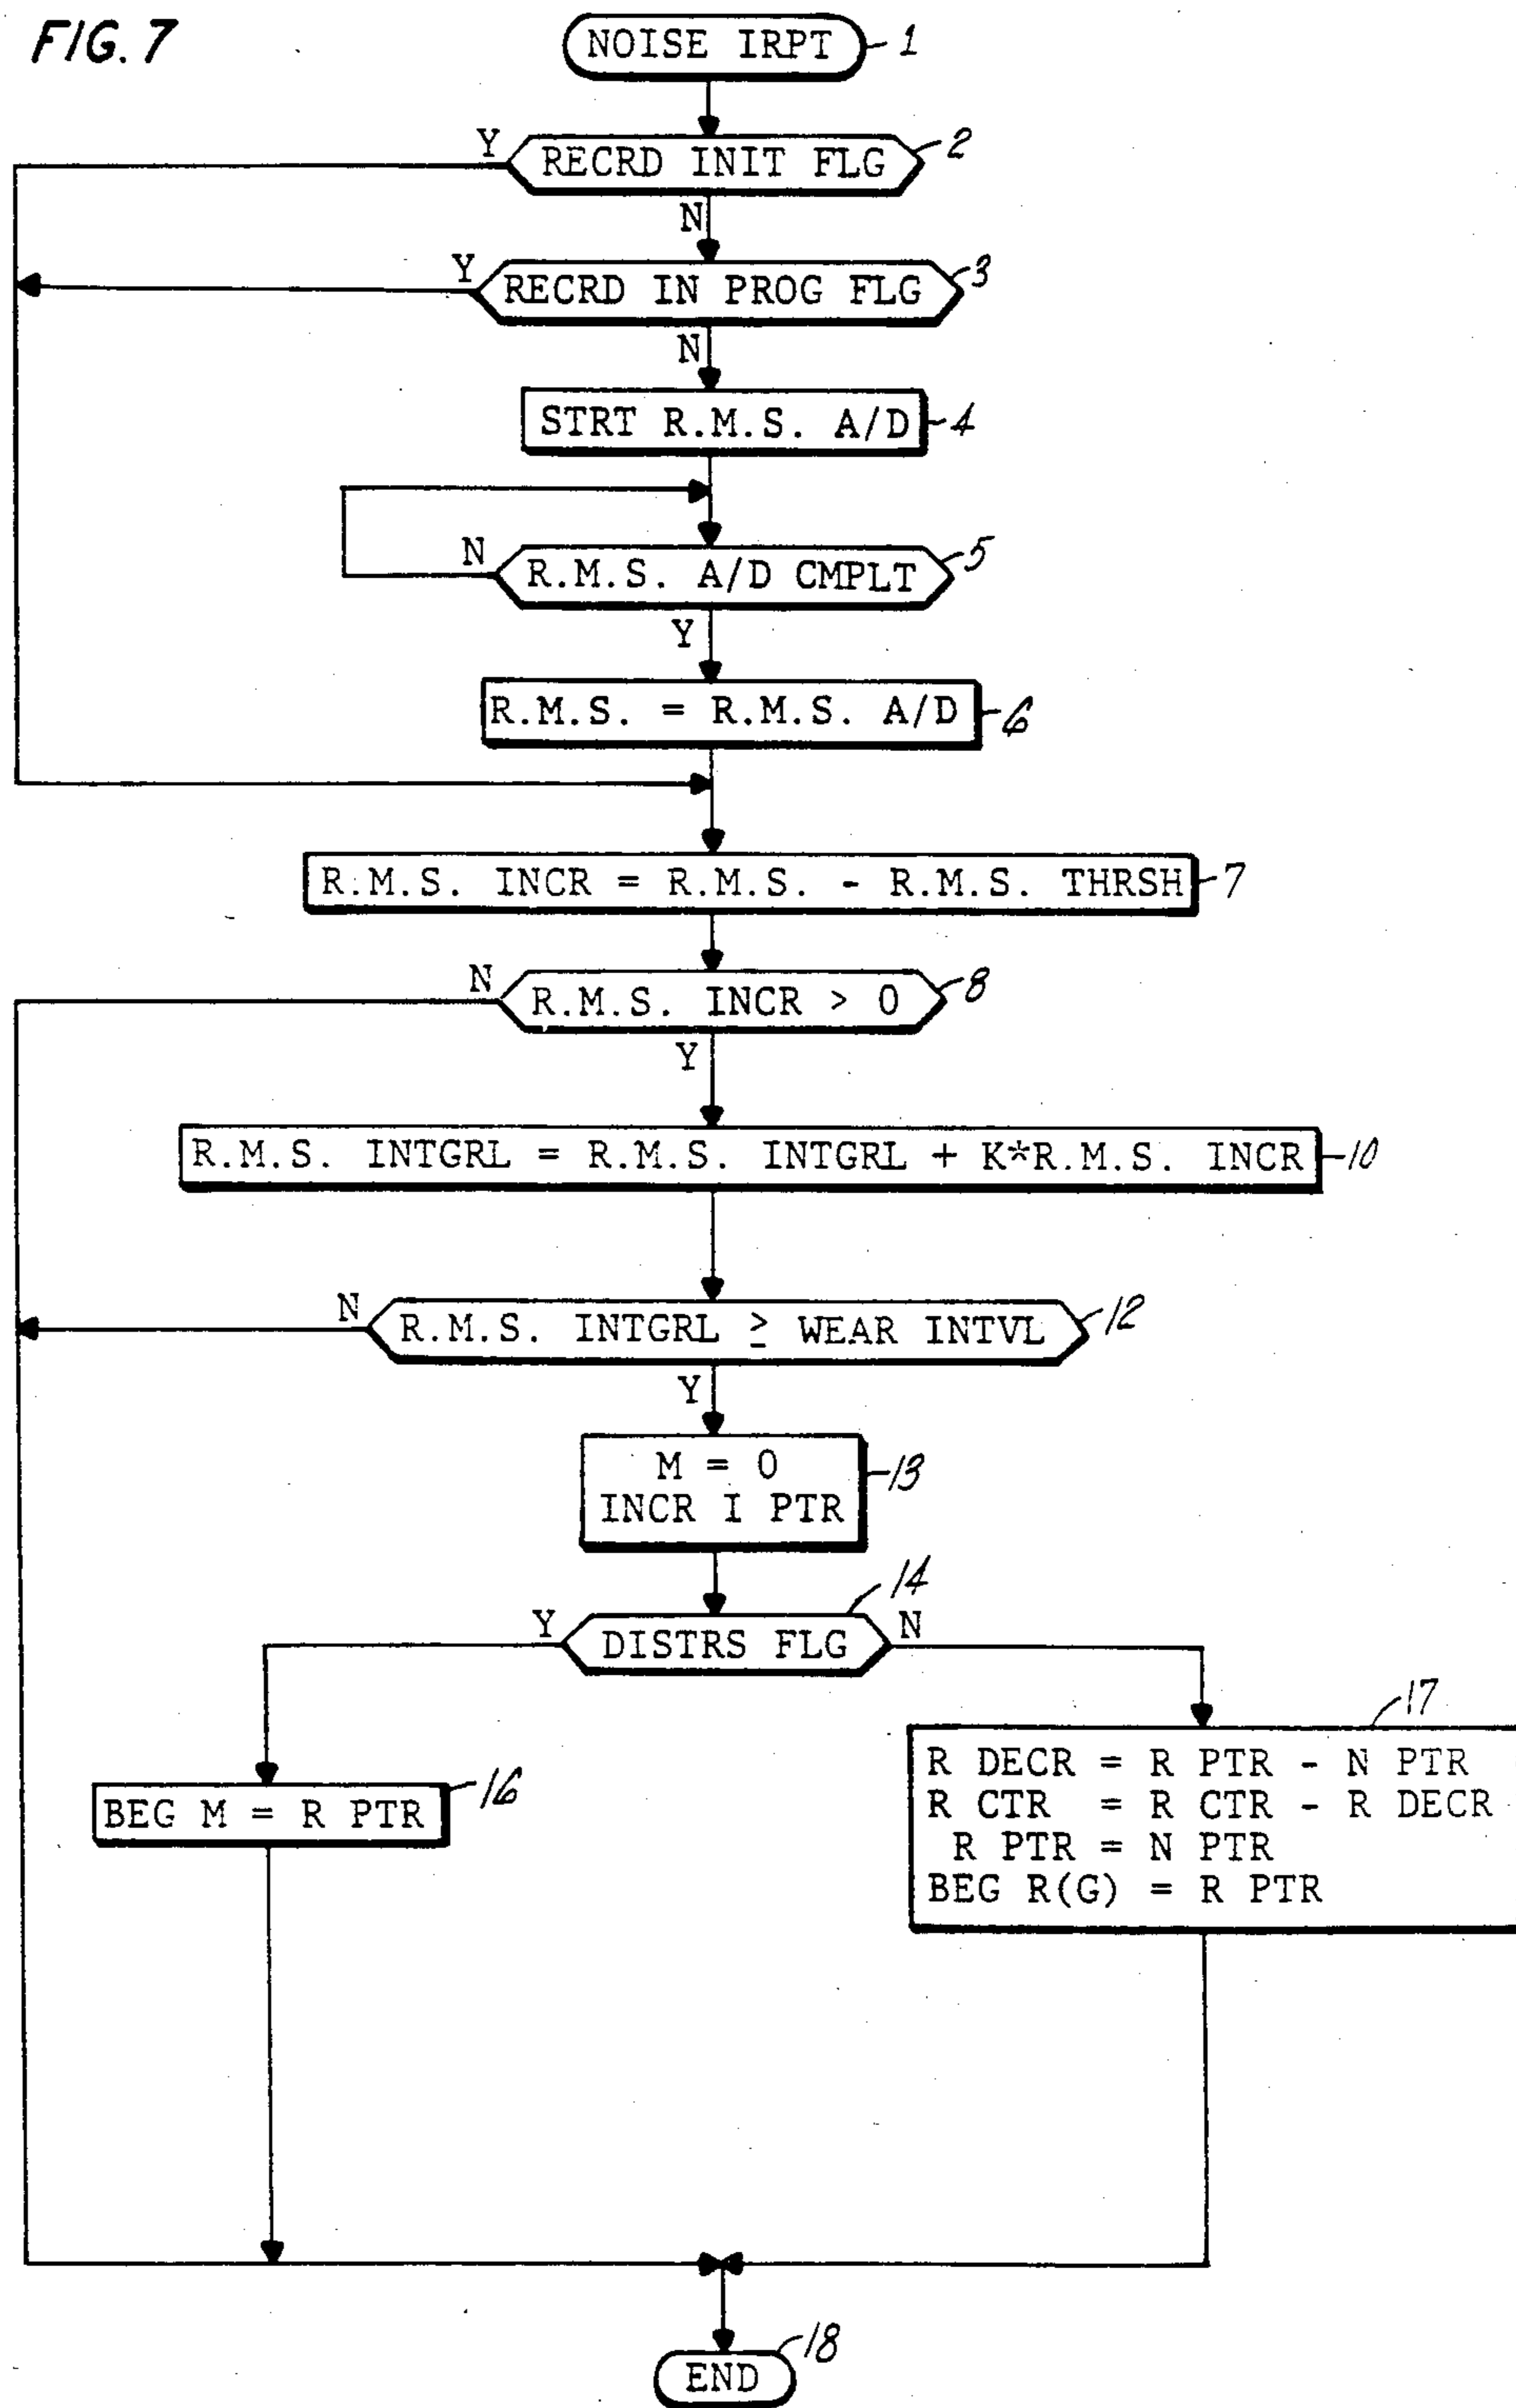 FIG. 7
NOISE IRPT
1
Y
RECRD INIT FLG
2
N
Y
RECRD IN PROG FLG
3
N
STRT R.M.S. A/D
4
N
R.M.S. A/D CMPLT
5
Y
R.M.S. = R.M.S. A/D
6
R.M.S. INCR = R.M.S. - R.M.S. THRSH
7
N
R.M.S. INCR > 0
8
Y
R.M.S. INTGRL = R.M.S. INTGRL + K*R.M.S. INCR
10
N
R.M.S. INTGRL ≥ WEAR INTVL
12
Y
M = 0
INCR I PTR
13
14
Y
DISTRS FLG
N
17
BEG M = R PTR
16
R DECR = R PTR - N PTR
R CTR = R CTR - R DECR
R PTR = N PTR
BEG R(G) = R PTR
18
END